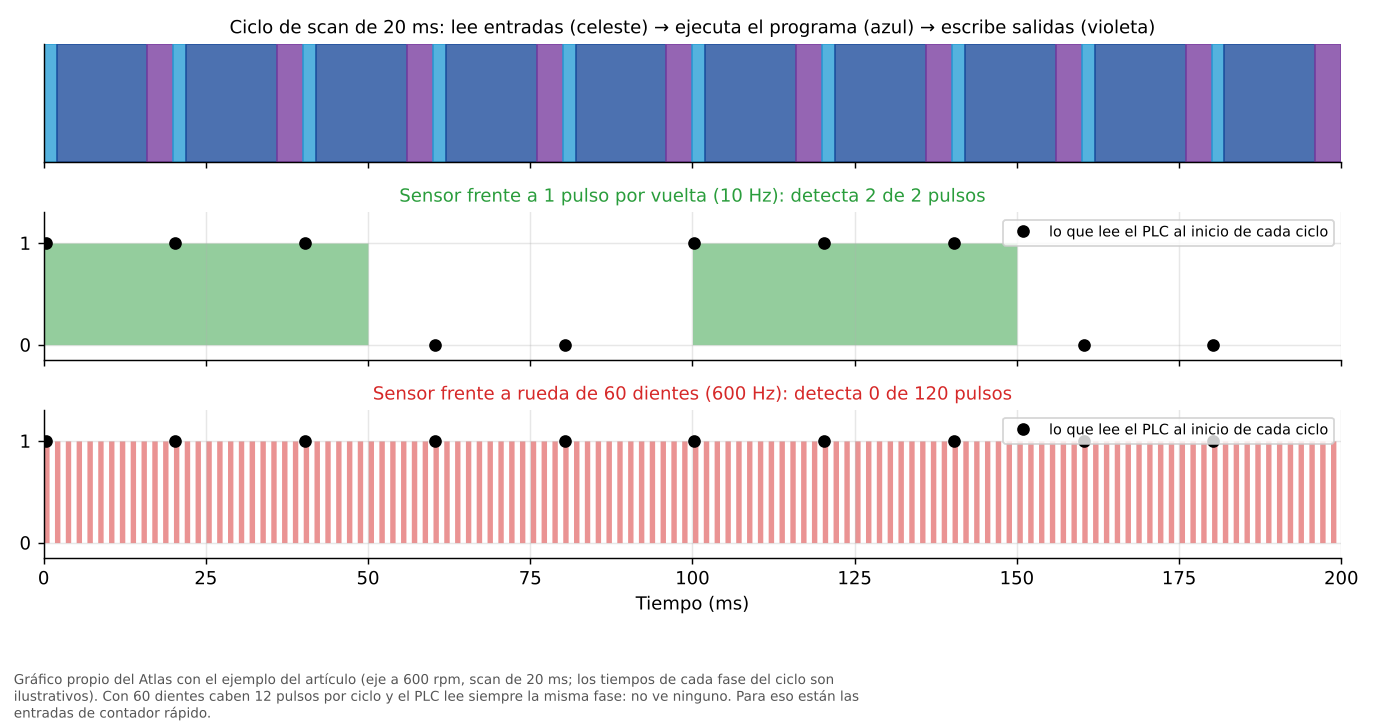 Ciclo de scan de 20 ms: lee entradas (celeste) → ejecuta el programa (azul) → escribe salidas (violeta)
Sensor frente a 1 pulso por vuelta (10 Hz): detecta 2 de 2 pulsos
lo que lee el PLC al inicio de cada ciclo
1
0
Sensor frente a rueda de 60 dientes (600 Hz): detecta 0 de 120 pulsos
lo que lee el PLC al inicio de cada ciclo
1
0
0 25 50 75 100 125 150 175 200
Tiempo (ms)
Gráfico propio del Atlas con el ejemplo del artículo (eje a 600 rpm, scan de 20 ms; los tiempos de cada fase del ciclo son
ilustrativos). Con 60 dientes caben 12 pulsos por ciclo y el PLC lee siempre la misma fase: no ve ninguno. Para eso están las
entradas de contador rápido.